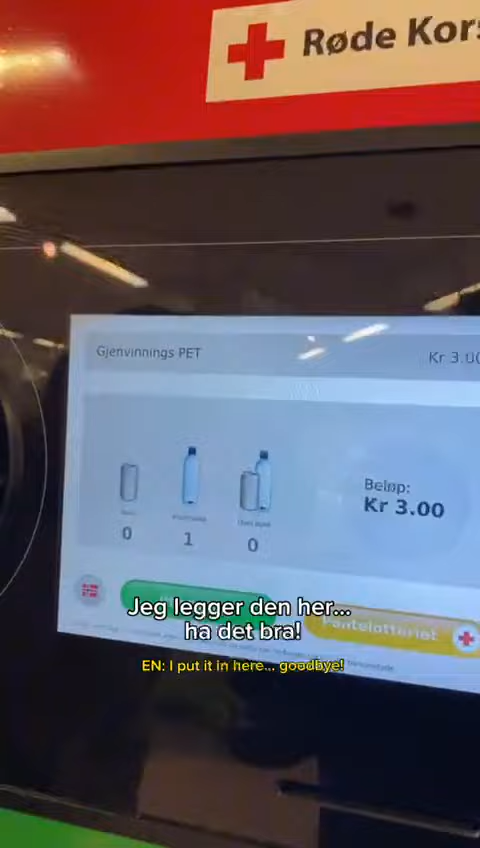 Røde Kors
Gjenvinnings PET
Kr 3.00
Beløp:
Kr 3.00
0
1
0
Jeg legger den her...
ha det bra!
Pantelotteriet
EN: I put it in here... goodbye!